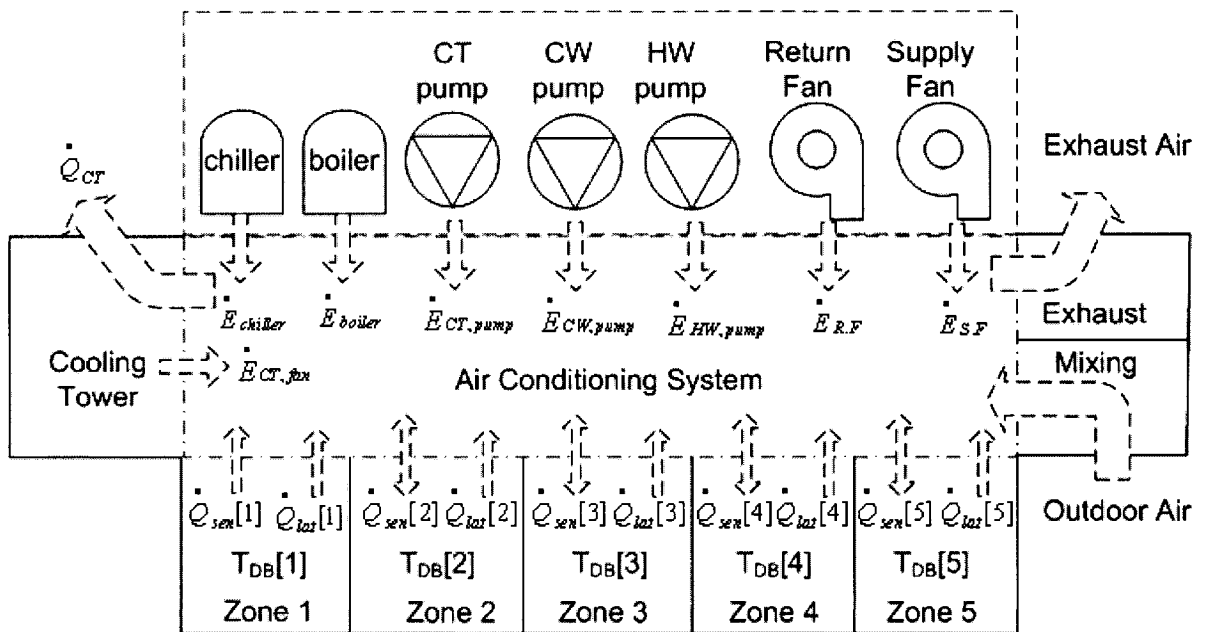 CT pump
CW pump
HW pump
Return Fan
Supply Fan
chiller
boiler
Exhaust Air
Q̇CT
Ėchiller
Ėboiler
ĖCT,pump
ĖCW,pump
ĖHW,pump
ĖR.F
ĖS.F
Exhaust
Cooling Tower
ĖCT,fan
Air Conditioning System
Mixing
Q̇sen[1]
Q̇lat[1]
Q̇sen[2]
Q̇lat[2]
Q̇sen[3]
Q̇lat[3]
Q̇sen[4]
Q̇lat[4]
Q̇sen[5]
Q̇lat[5]
Outdoor Air
TDB[1]
TDB[2]
TDB[3]
TDB[4]
TDB[5]
Zone 1
Zone 2
Zone 3
Zone 4
Zone 5